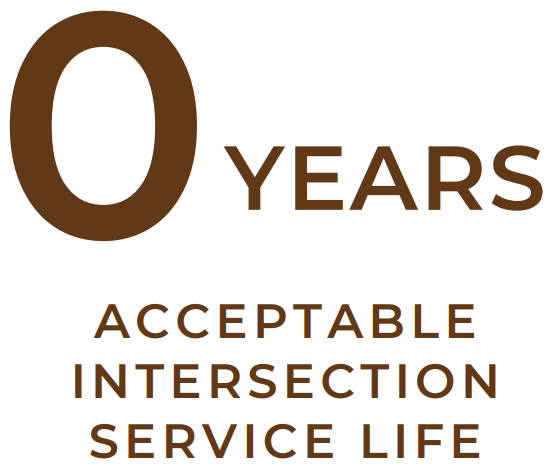 0 YEARS
ACCEPTABLE
INTERSECTION
SERVICE LIFE